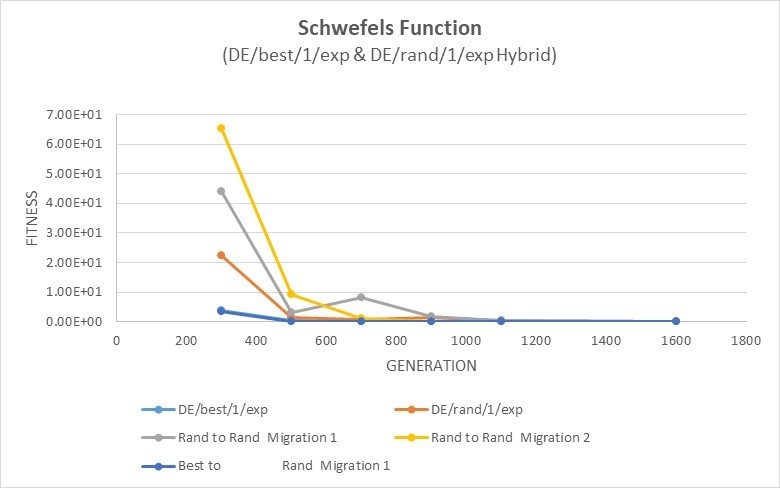 Schwefels Function
(DE/best/1/exp & DE/rand/1/exp Hybrid)
7.00E+01
6.00E+01
5.00E+01
4.00E+01
3.00E+01
2.00E+01
1.00E+01
0.00E+00
FITNESS
0 200 400 600 800 1000 1200 1400 1600 1800
GENERATION
DE/best/1/exp DE/rand/1/exp
Rand to Rand Migration 1 Rand to Rand Migration 2
Best to Rand Migration 1